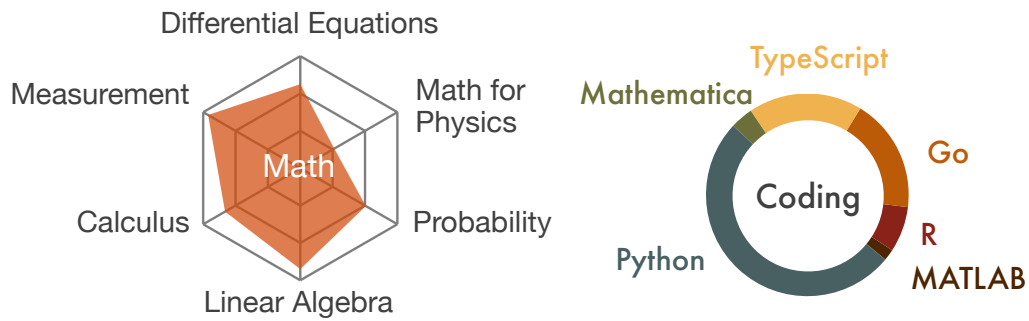 Differential Equations
Measurement
Math for
Physics
Math
Calculus
Probability
Linear Algebra
TypeScript
Mathematica
Go
Coding
R
Python
MATLAB